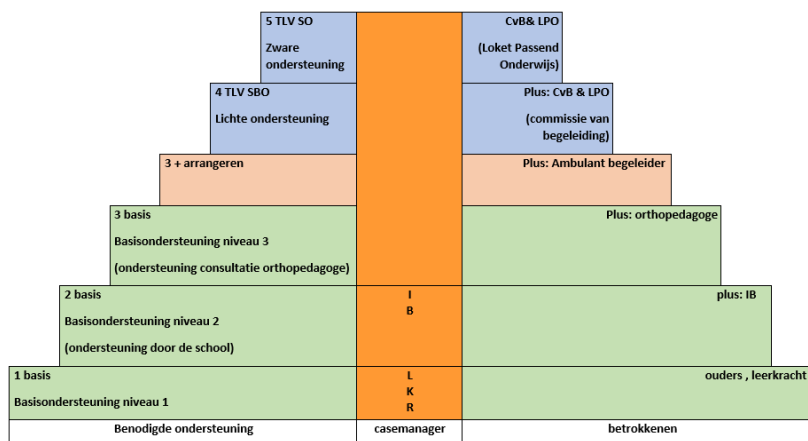 5 TLV SO
Zware
ondersteuning
CvB& LPO
(Loket Passend
Onderwijs)
4 TLV SBO
Lichte ondersteuning
Plus: CvB & LPO
(commissie van
begeleiding)
3 + arrangeren
Plus: Ambulant begeleider
3 basis
Basisondersteuning niveau 3
(ondersteuning consultatie orthopedagoge)
Plus: orthopedagoge
2 basis
Basisondersteuning niveau 2
(ondersteuning door de school)
I
B
plus: IB
1 basis
Basisondersteuning niveau 1
L
K
R
ouders , leerkracht
Benodigde ondersteuning
casemanager
betrokkenen